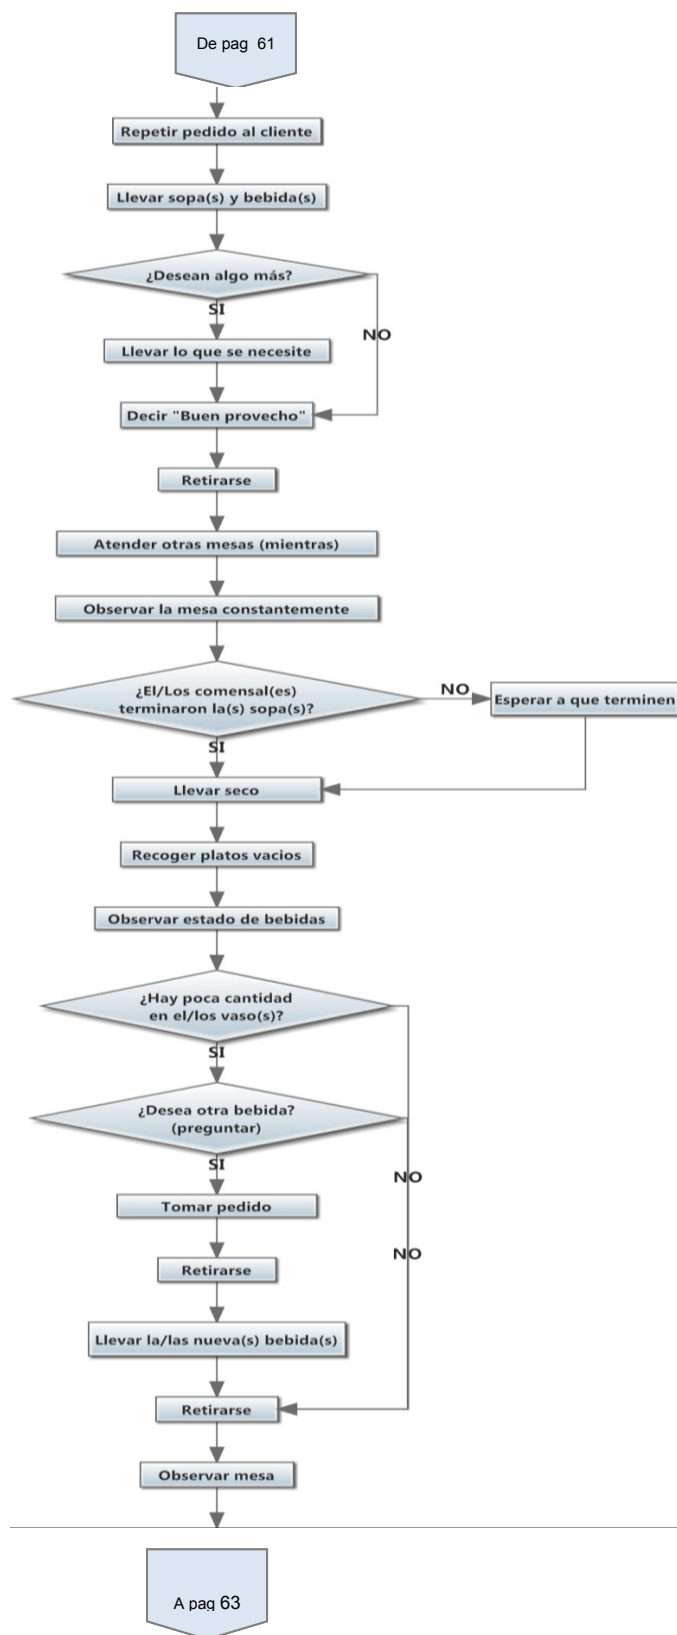 De pag 61
Repetir pedido al cliente
Llevar sopa(s) y bebida(s)
¿Desean algo más?
SI
NO
Llevar lo que se necesite
Decir "Buen provecho"
Retirarse
Atender otras mesas (mientras)
Observar la mesa constantemente
¿El/Los comensal(es)
terminaron la(s) sopa(s)?
NO
Esperar a que terminen
SI
Llevar seco
Recoger platos vacios
Observar estado de bebidas
¿Hay poca cantidad
en el/los vaso(s)?
SI
¿Desea otra bebida?
(preguntar)
SI
NO
Tomar pedido
NO
Retirarse
Llevar la/las nueva(s) bebida(s)
Retirarse
Observar mesa
A pag 63